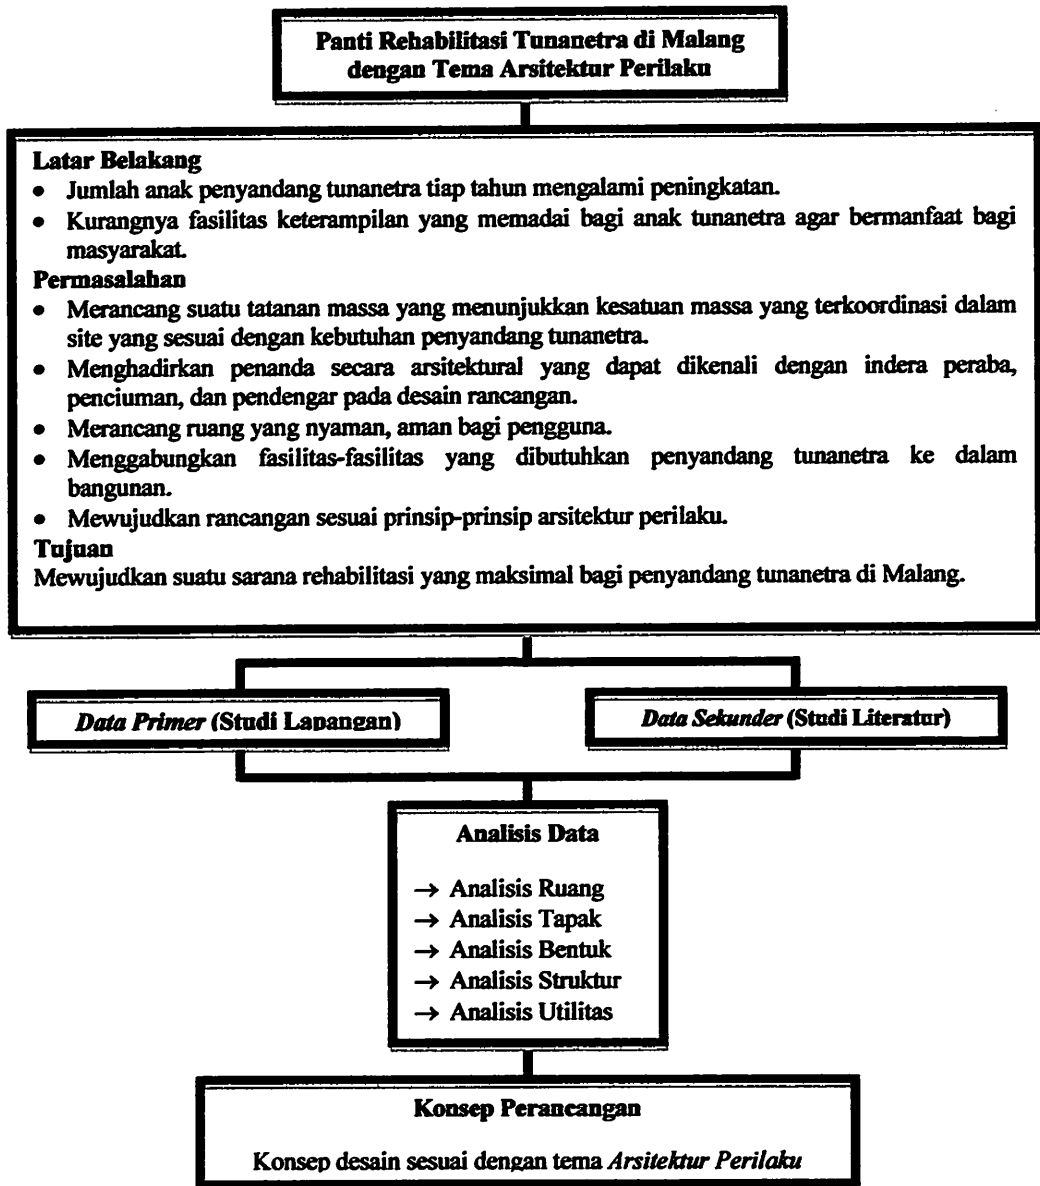 Panti Rehabilitasi Tunanetra di Malang
dengan Tema Arsitektur Perilaku
Latar Belakang
• Jumlah anak penyandang tunanetra tiap tahun mengalami peningkatan.
• Kurangnya fasilitas keterampilan yang memadai bagi anak tunanetra agar bermanfaat bagi
masyarakat.
Permasalahan
• Merancang suatu tatanan massa yang menunjukkan kesatuan massa yang terkoordinasi dalam
site yang sesuai dengan kebutuhan penyandang tunanetra.
• Menghadirkan penanda secara arsitektural yang dapat dikenali dengan indera peraba,
penciuman, dan pendengar pada desain rancangan.
• Merancang ruang yang nyaman, aman bagi pengguna.
• Menggabungkan fasilitas-fasilitas yang dibutuhkan penyandang tunanetra ke dalam
bangunan.
• Mewujudkan rancangan sesuai prinsip-prinsip arsitektur perilaku.
Tujuan
Mewujudkan suatu sarana rehabilitasi yang maksimal bagi penyandang tunanetra di Malang.
Data Primer (Studi Lapangan)
Data Sekunder (Studi Literatur)
Analisis Data
→ Analisis Ruang
→ Analisis Tapak
→ Analisis Bentuk
→ Analisis Struktur
→ Analisis Utilitas
Konsep Perancangan
Konsep desain sesuai dengan tema Arsitektur Perilaku